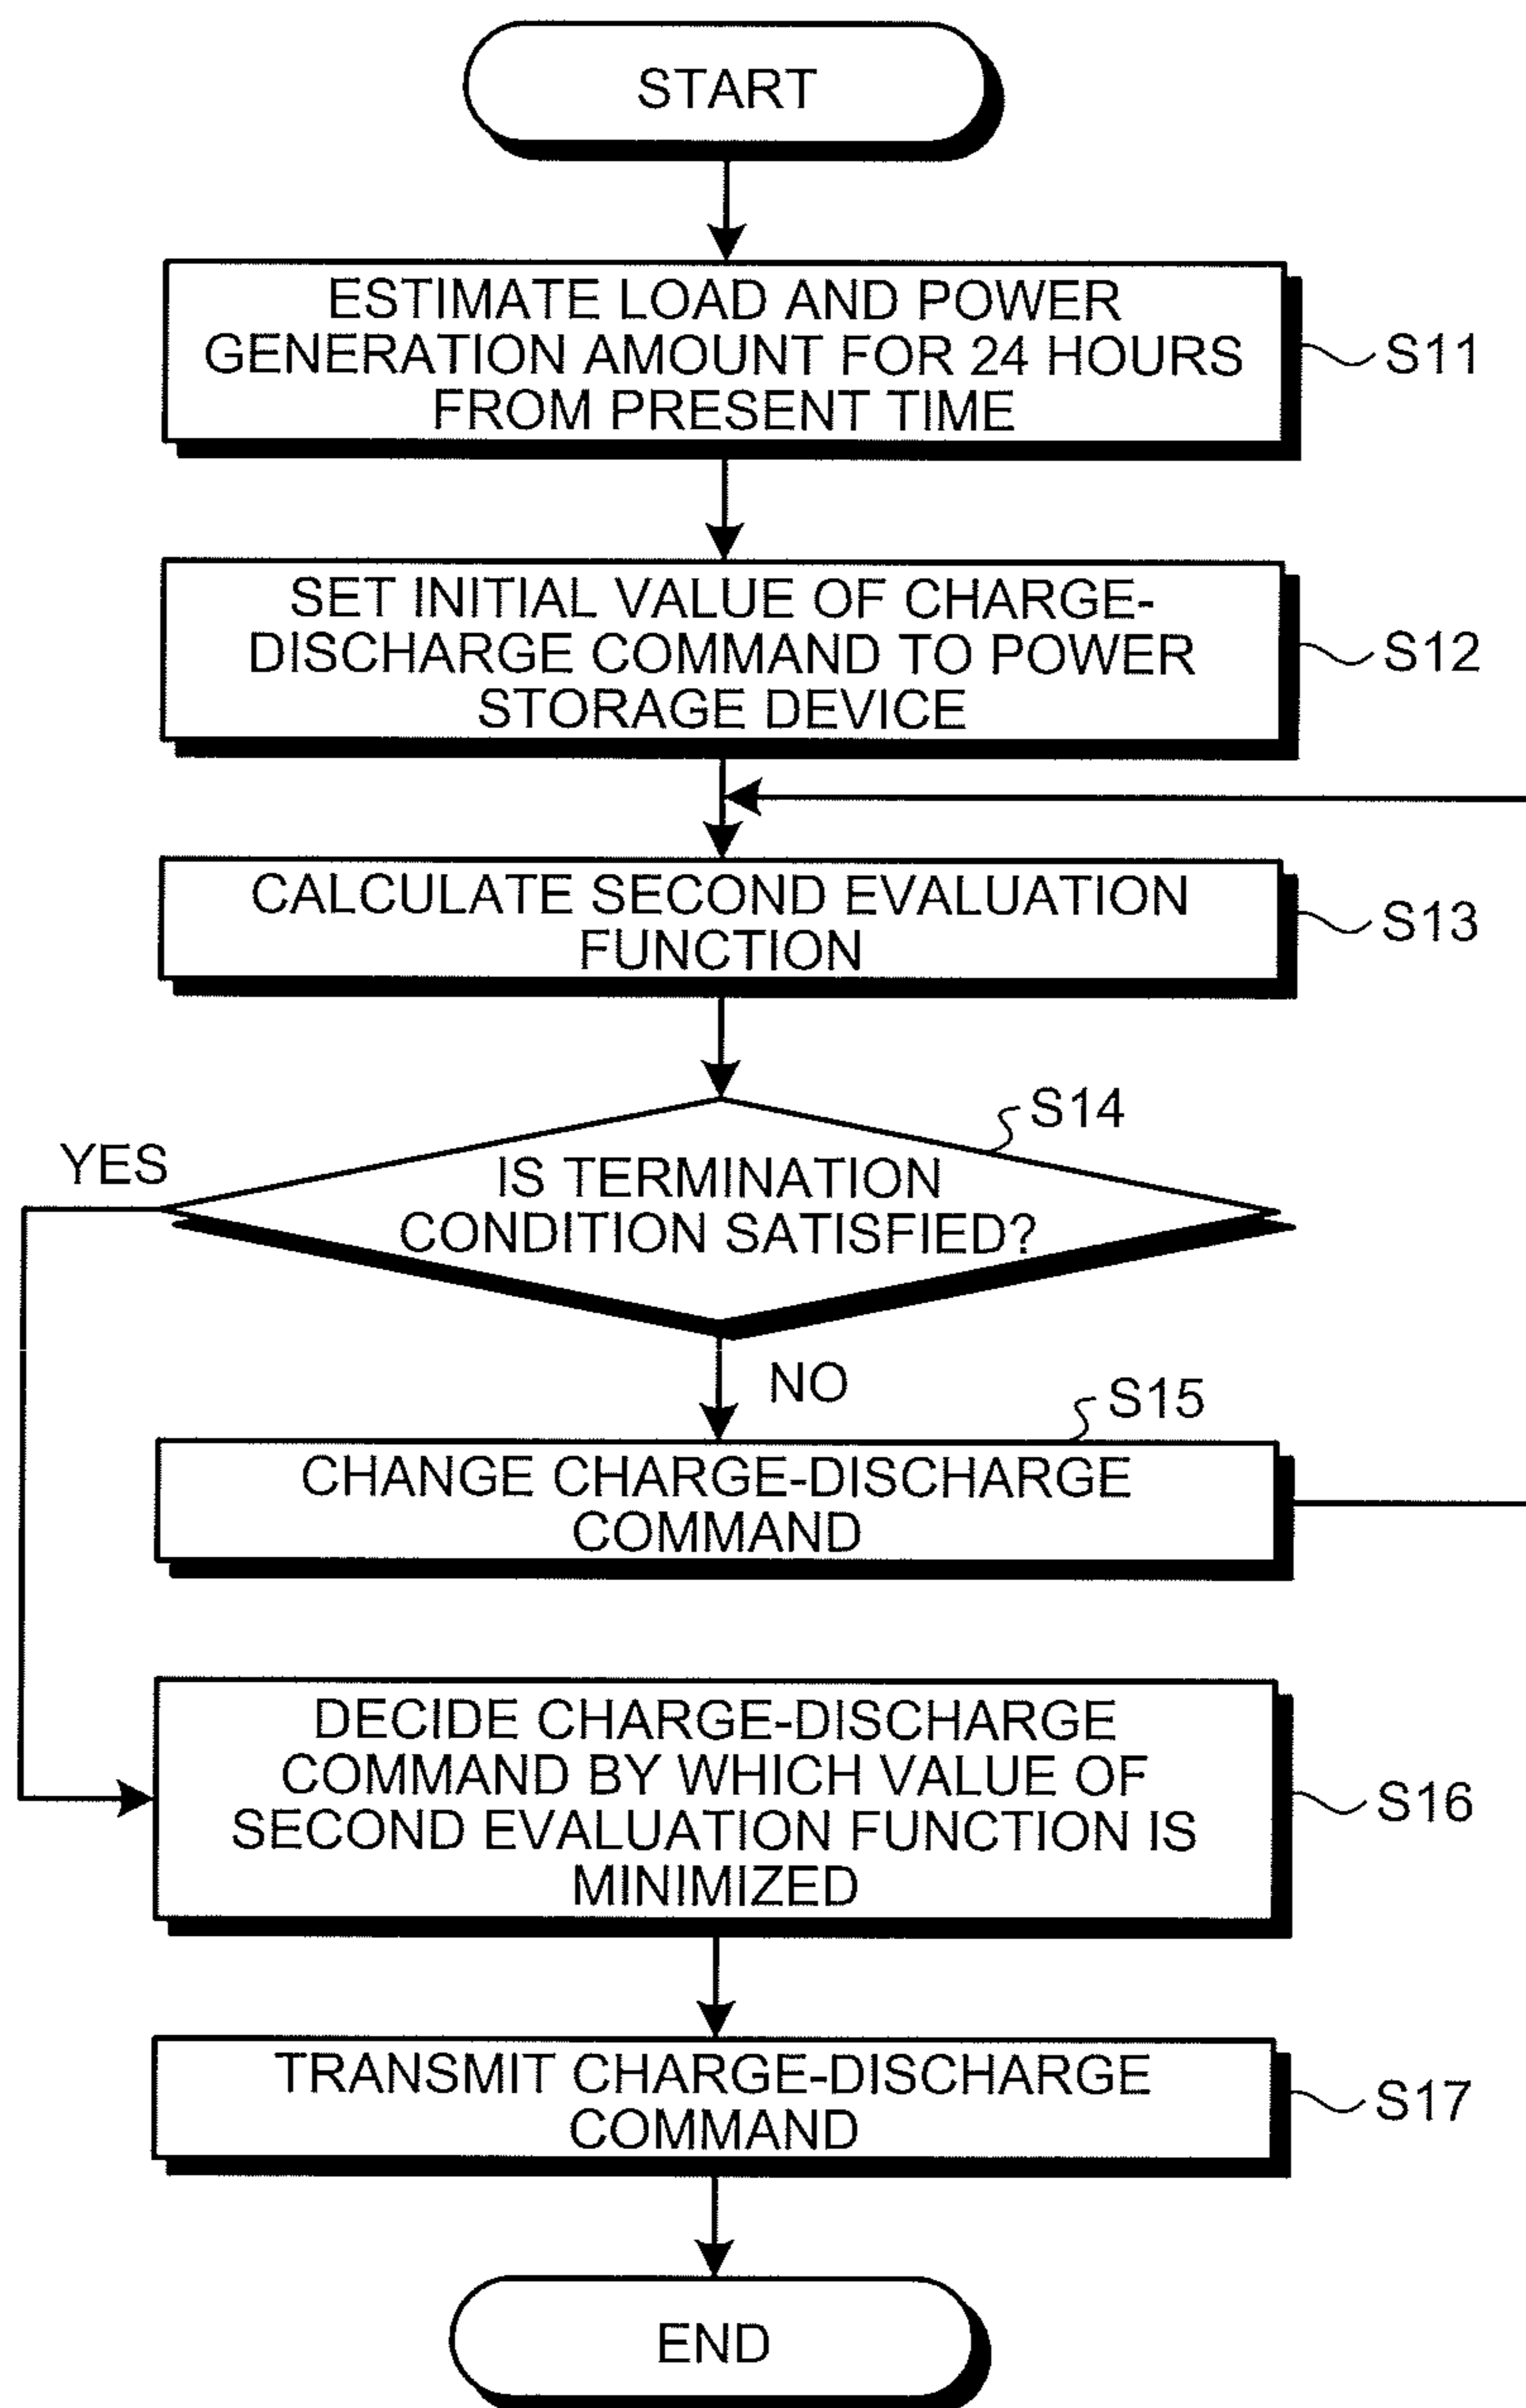 START
ESTIMATE LOAD AND POWER
GENERATION AMOUNT FOR 24 HOURS
FROM PRESENT TIME
S11
SET INITIAL VALUE OF CHARGE-
DISCHARGE COMMAND TO POWER
STORAGE DEVICE
S12
CALCULATE SECOND EVALUATION
FUNCTION
S13
S14
YES
IS TERMINATION
CONDITION SATISFIED?
NO
S15
CHANGE CHARGE-DISCHARGE
COMMAND
DECIDE CHARGE-DISCHARGE
COMMAND BY WHICH VALUE OF
SECOND EVALUATION FUNCTION IS
MINIMIZED
S16
TRANSMIT CHARGE-DISCHARGE
COMMAND
S17
END